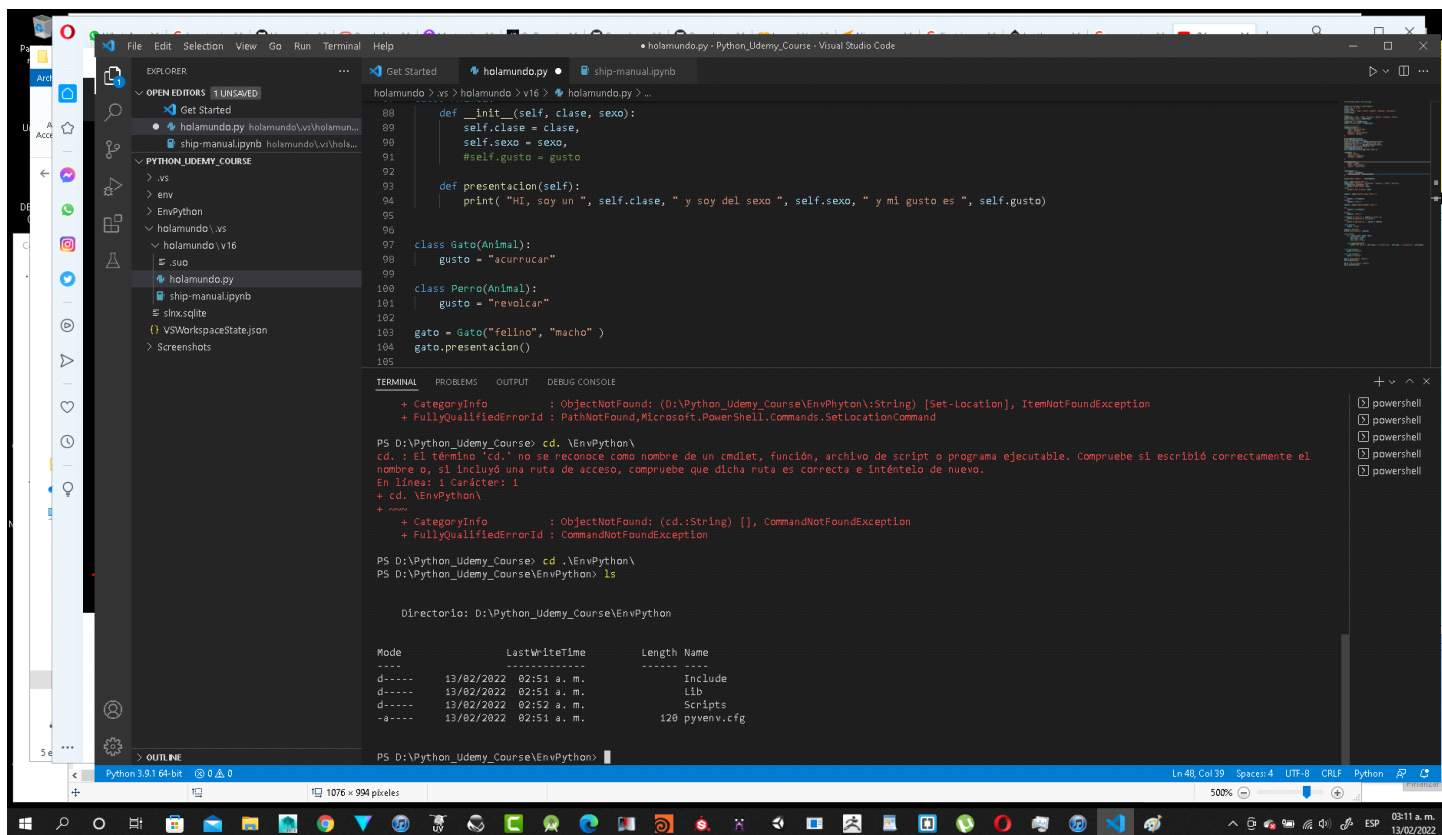 File Edit Selection View Go Run Terminal Help
● holamundo.py - Python_Udemy_Course - Visual Studio Code
EXPLORER
Get Started
holamundo.py ●
ship-manual.ipynb
OPEN EDITORS 1 UNSAVED
Get Started
● holamundo.py holamundo\.vs\holamun...
ship-manual.ipynb holamundo\.vs\hola...
PYTHON_UDEMY_COURSE
> .vs
> env
> EnvPython
holamundo \ .vs
holamundo \ v16
.suo
holamundo.py
ship-manual.ipynb
slnx.sqlite
{} VSWorkspaceState.json
> Screenshots
> OUTLINE
holamundo > .vs > holamundo > v16 > holamundo.py > ...
88 def __init__(self, clase, sexo):
89 self.clase = clase,
90 self.sexo = sexo,
91 #self.gusto = gusto
92
93 def presentacion(self):
94 print( "HI, soy un ", self.clase, " y soy del sexo ", self.sexo, " y mi gusto es ", self.gusto)
95
96
97 class Gato(Animal):
98 gusto = "acurrucar"
99
100 class Perro(Animal):
101 gusto = "revolcar"
102
103 gato = Gato("felino", "macho" )
104 gato.presentacion()
105
TERMINAL PROBLEMS OUTPUT DEBUG CONSOLE
+ CategoryInfo : ObjectNotFound: (D:\Python_Udemy_Course\EnvPhyton\:String) [Set-Location], ItemNotFoundException
+ FullyQualifiedErrorId : PathNotFound,Microsoft.PowerShell.Commands.SetLocationCommand
PS D:\Python_Udemy_Course> cd. \EnvPython\
cd. : El término 'cd.' no se reconoce como nombre de un cmdlet, función, archivo de script o programa ejecutable. Compruebe si escribió correctamente el
nombre o, si incluyó una ruta de acceso, compruebe que dicha ruta es correcta e inténtelo de nuevo.
En línea: 1 Carácter: 1
+ cd. \EnvPython\
+ ~~~
+ CategoryInfo : ObjectNotFound: (cd.:String) [], CommandNotFoundException
+ FullyQualifiedErrorId : CommandNotFoundException
PS D:\Python_Udemy_Course> cd .\EnvPython\
PS D:\Python_Udemy_Course\EnvPython> ls
Directorio: D:\Python_Udemy_Course\EnvPython
Mode LastWriteTime Length Name
---- ------------- ------ ----
d----- 13/02/2022 02:51 a. m. Include
d----- 13/02/2022 02:51 a. m. Lib
d----- 13/02/2022 02:52 a. m. Scripts
-a---- 13/02/2022 02:51 a. m. 120 pyvenv.cfg
PS D:\Python_Udemy_Course\EnvPython>
powershell
powershell
powershell
powershell
powershell
Python 3.9.1 64-bit 0 0
Ln 48, Col 39 Spaces: 4 UTF-8 CRLF Python
1076 × 994 píxeles
500%
ESP
03:11 a. m.
13/02/2022